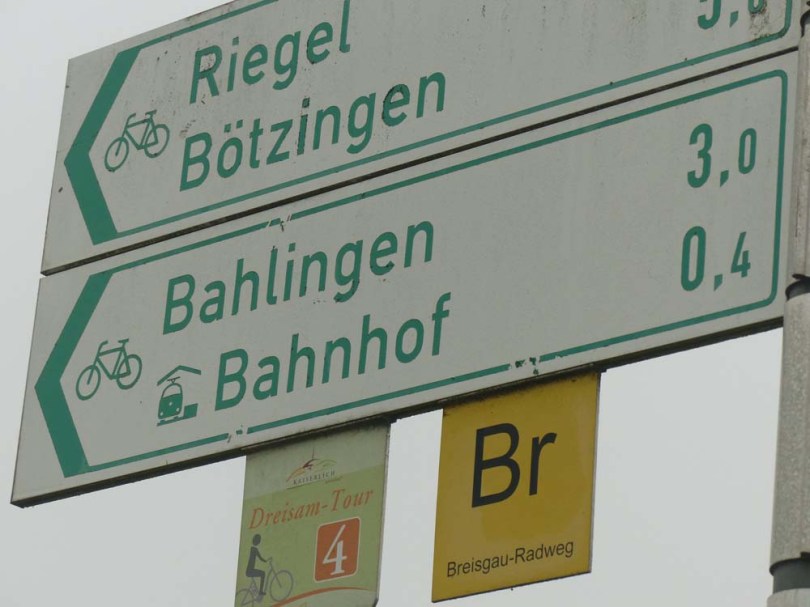 Riegel
Bötzingen
Bahlingen 3,0
Bahnhof 0,4
Dreisam-Tour
4
Br
Breisgau-Radweg